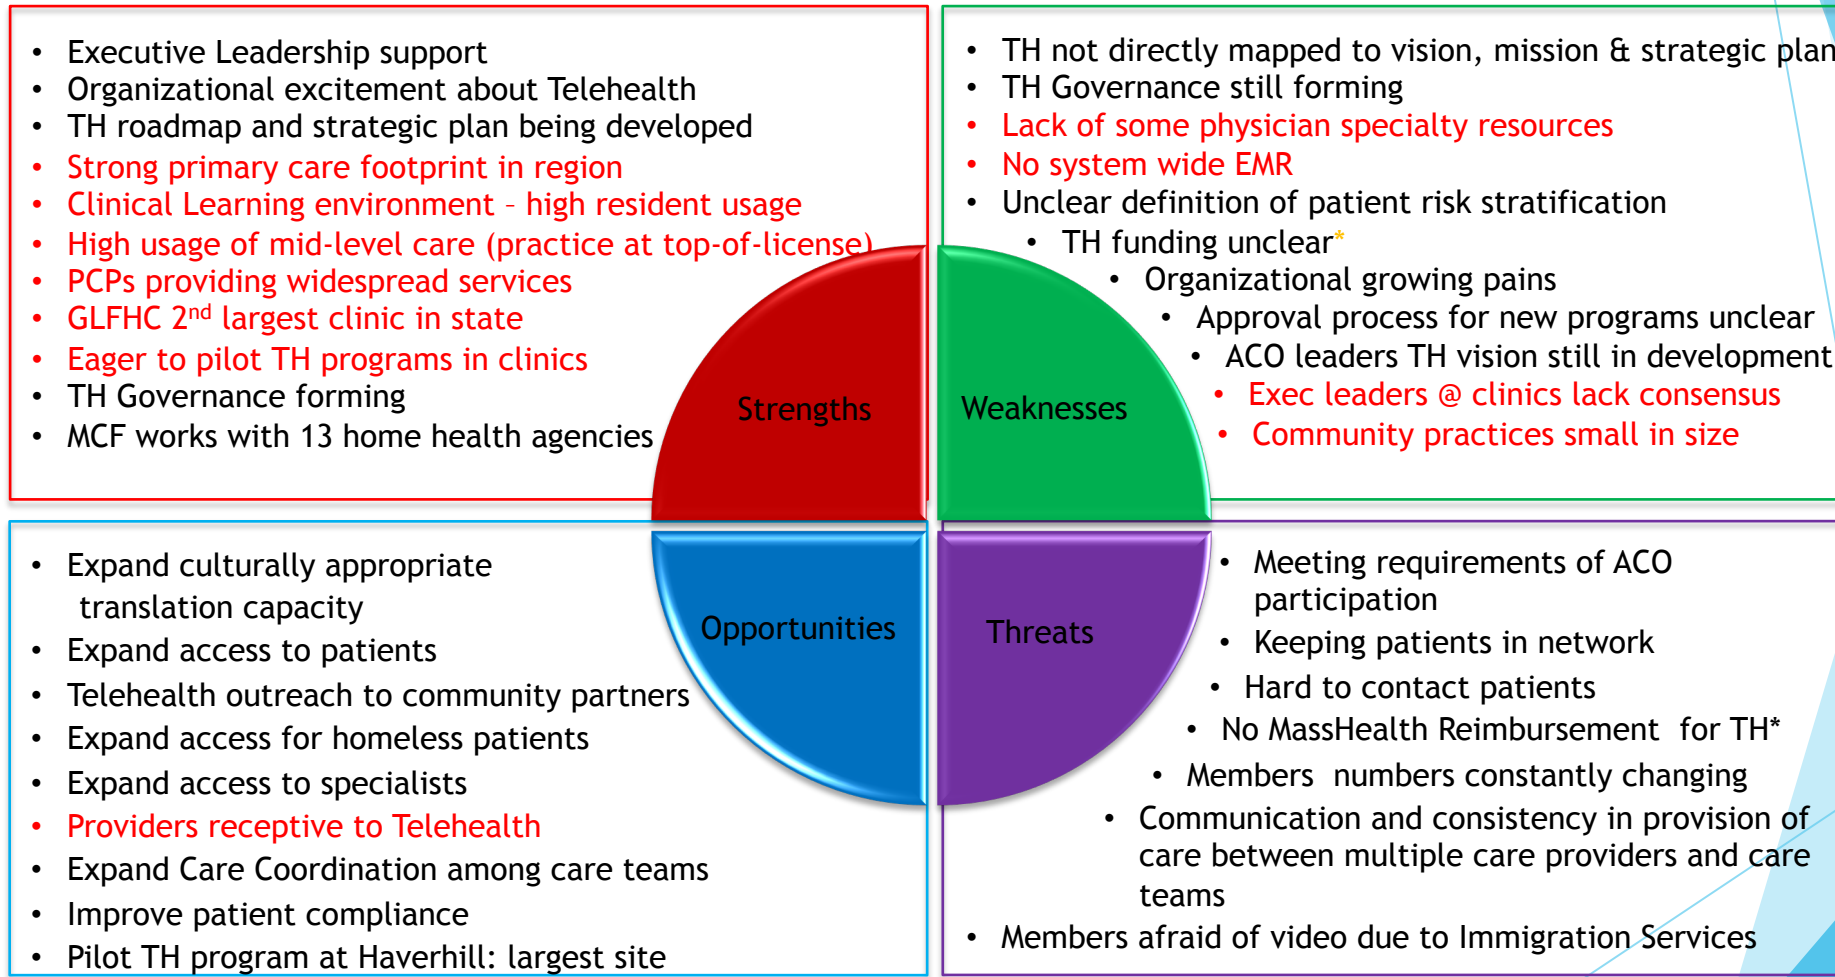 • Executive Leadership support
• Organizational excitement about Telehealth
• TH roadmap and strategic plan being developed
• Strong primary care footprint in region
• Clinical Learning environment – high resident usage
• High usage of mid-level care (practice at top-of-license)
• PCPs providing widespread services
• GLFHC 2nd largest clinic in state
• Eager to pilot TH programs in clinics
• TH Governance forming
• MCF works with 13 home health agencies
Strengths
• TH not directly mapped to vision, mission & strategic plan
• TH Governance still forming
• Lack of some physician specialty resources
• No system wide EMR
• Unclear definition of patient risk stratification
• TH funding unclear*
• Organizational growing pains
• Approval process for new programs unclear
• ACO leaders TH vision still in development
• Exec leaders @ clinics lack consensus
• Community practices small in size
Weaknesses
• Expand culturally appropriate
translation capacity
• Expand access to patients
• Telehealth outreach to community partners
• Expand access for homeless patients
• Expand access to specialists
• Providers receptive to Telehealth
• Expand Care Coordination among care teams
• Improve patient compliance
• Pilot TH program at Haverhill: largest site
Opportunities
Threats
• Meeting requirements of ACO
participation
• Keeping patients in network
• Hard to contact patients
• No MassHealth Reimbursement for TH*
• Members numbers constantly changing
• Communication and consistency in provision of
care between multiple care providers and care
teams
• Members afraid of video due to Immigration Services